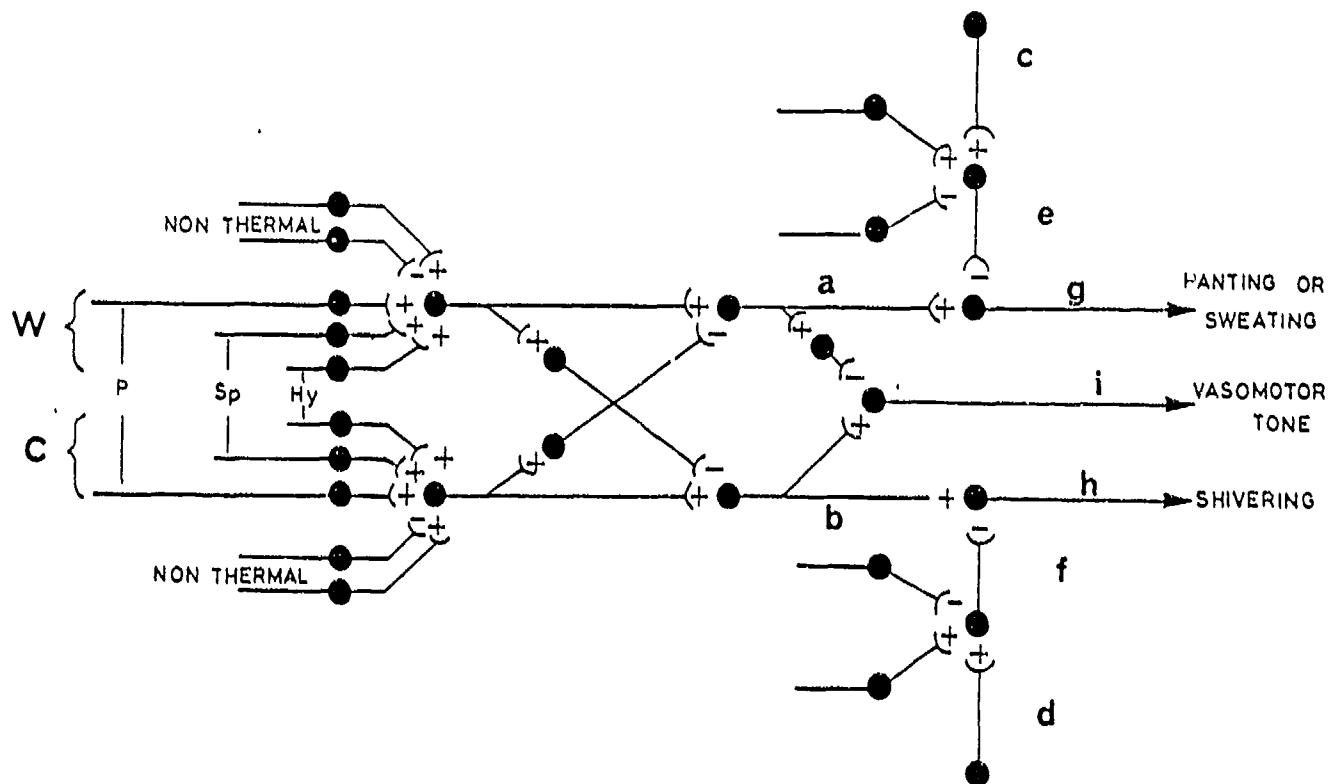 c
NON THERMAL
e
a
g
PANTING OR
SWEATING
W
P
Sp
Hy
i
VASOMOTOR
TONE
C
h
SHIVERING
b
NON THERMAL
f
d